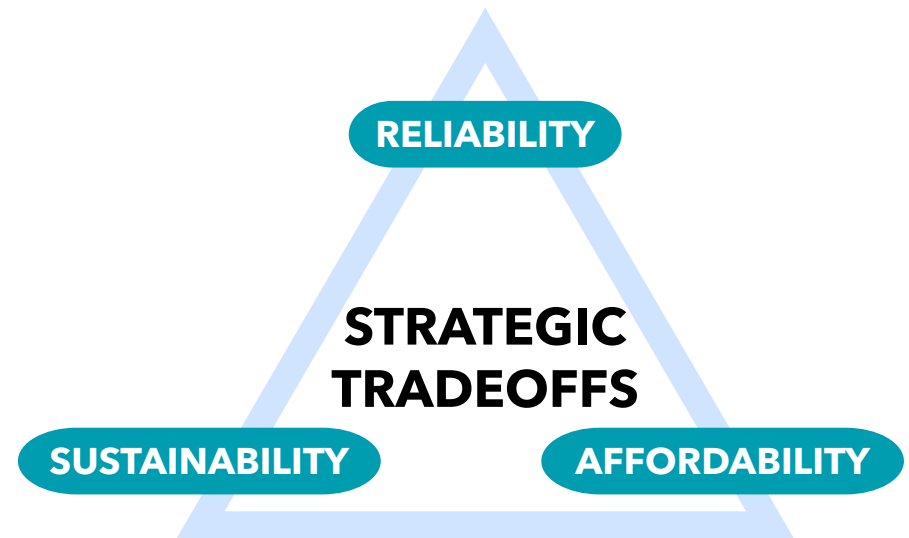 RELIABILITY
STRATEGIC
TRADEOFFS
SUSTAINABILITY
AFFORDABILITY